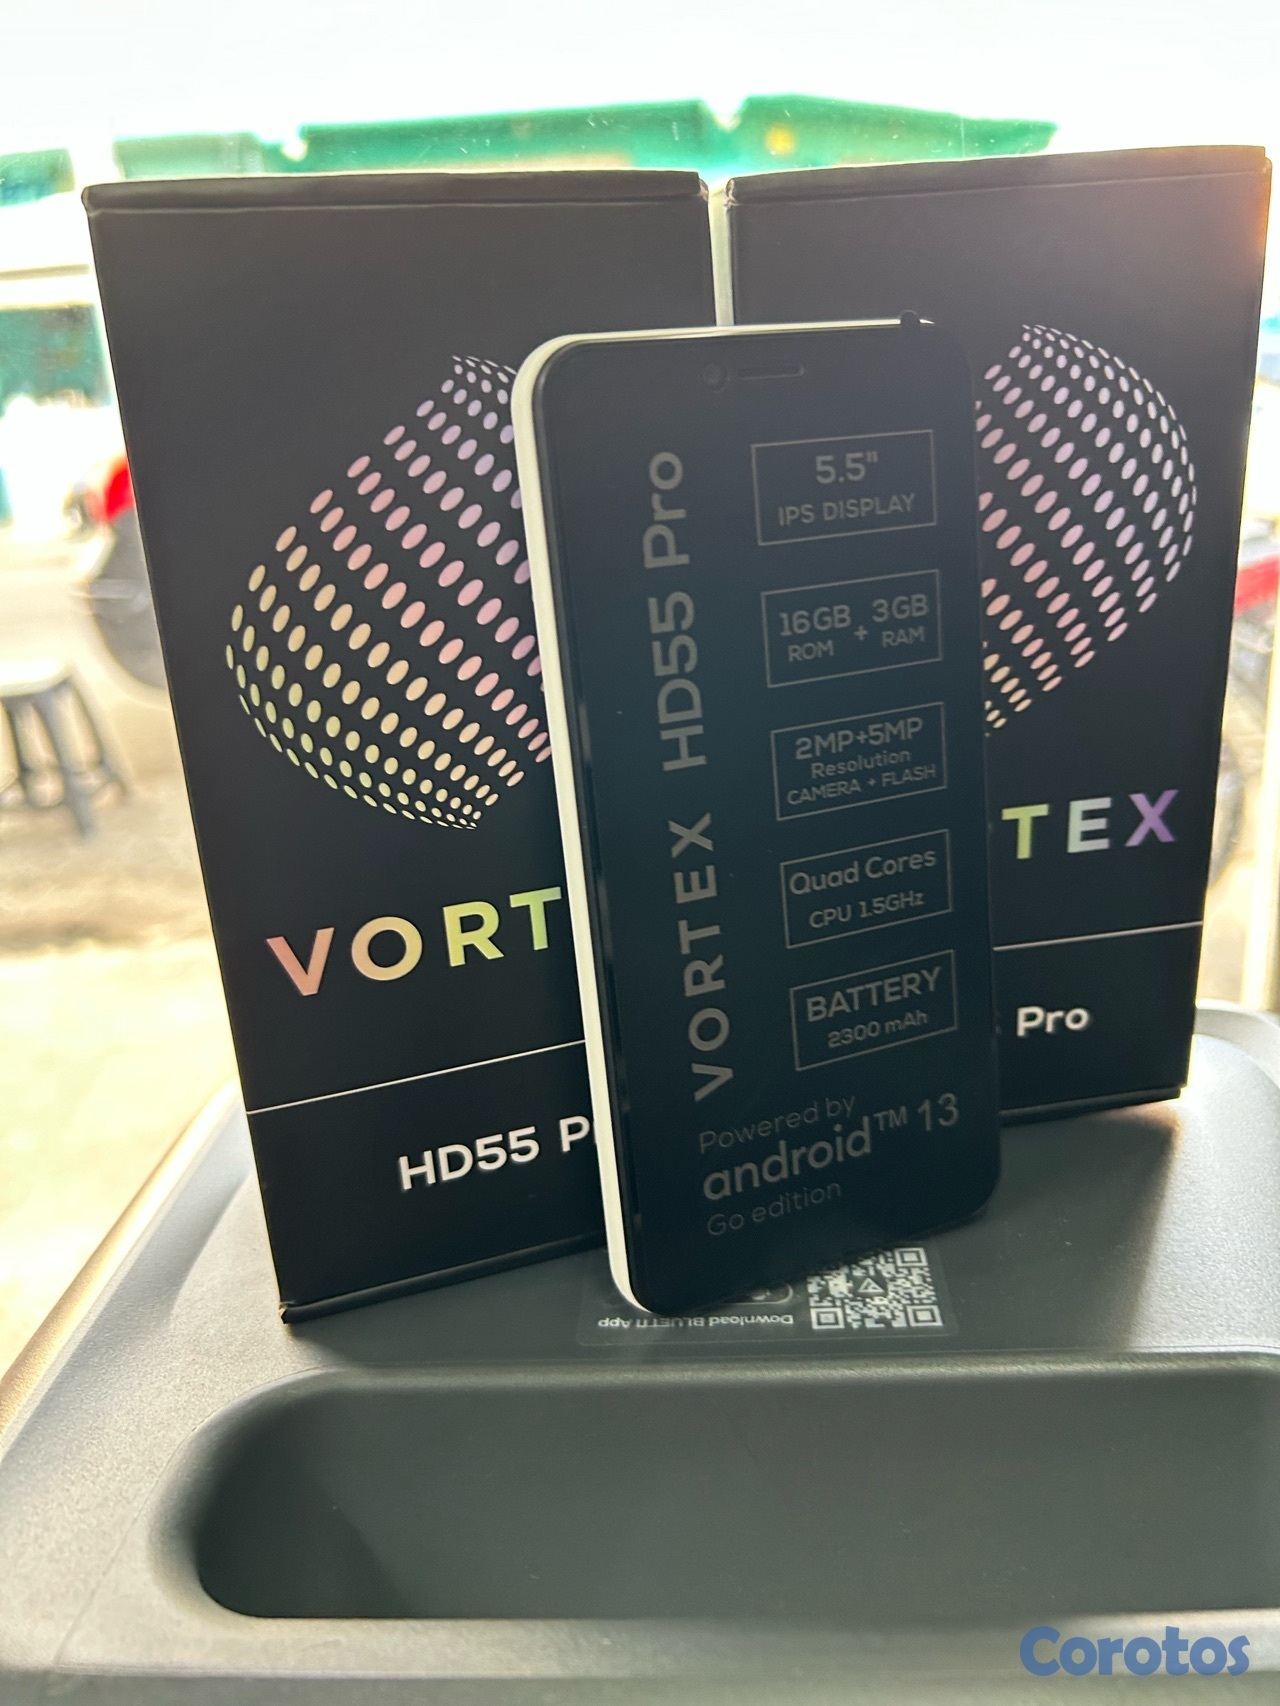 VORT
HD55 P
TEX
Pro
VORTEX HD55 Pro
5.5"
IPS DISPLAY
16GB + 3GB
ROM RAM
2MP+5MP
Resolution
CAMERA + FLASH
Quad Cores
CPU 1.5GHz
BATTERY
2300 mAh
Powered by
android™ 13
Go edition
Download BLUETTI App
Corotos